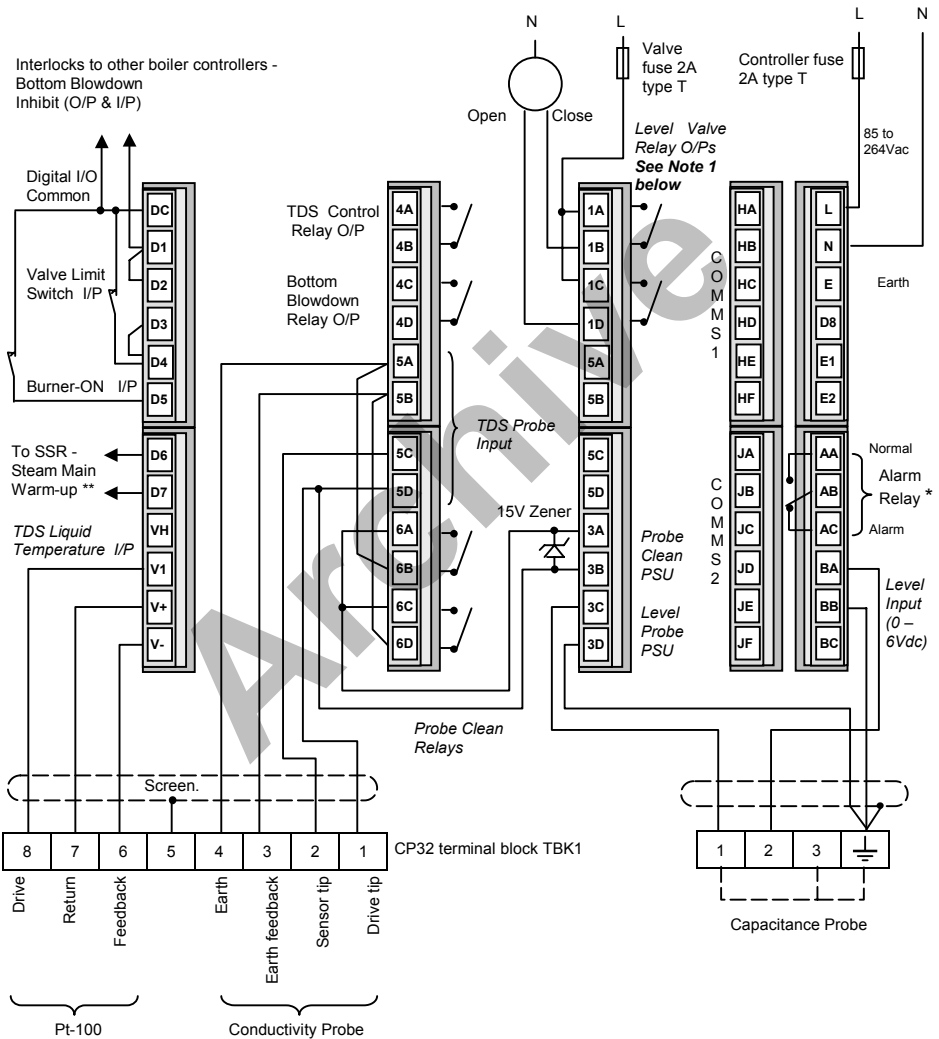 Interlocks to other boiler controllers -
Bottom Blowdown
Inhibit (O/P & I/P)
N
L
Valve
fuse 2A
type T
Controller fuse
2A type T
L
N
Open
Close
Level Valve
Relay O/Ps
See Note 1
below
85 to
264Vac
Digital I/O
Common
Valve Limit
Switch I/P
Burner-ON I/P
To SSR -
Steam Main
Warm-up **
TDS Liquid
Temperature I/P
DC
D1
D2
D3
D4
D5
D6
D7
VH
V1
V+
V-
TDS Control
Relay O/P
Bottom
Blowdown
Relay O/P
4A
4B
4C
4D
5A
5B
5C
5D
6A
6B
6C
6D
TDS Probe
Input
15V Zener
Probe Clean
Relays
1A
1B
1C
1D
5A
5B
5C
5D
3A
3B
3C
3D
Probe
Clean
PSU
Level
Probe
PSU
COMMS1
COMMS2
HA
HB
HC
HD
HE
HF
JA
JB
JC
JD
JE
JF
L
N
E
D8
E1
E2
AA
AB
AC
BA
BB
BC
Earth
Normal
Alarm
Relay *
Alarm
Level
Input
(0 –
6Vdc)
Archive
Screen.
8 7 6 5 4 3 2 1
CP32 terminal block TBK1
Drive
Return
Feedback
Earth
Earth feedback
Sensor tip
Drive tip
Pt-100
Conductivity Probe
1 2 3
Capacitance Probe